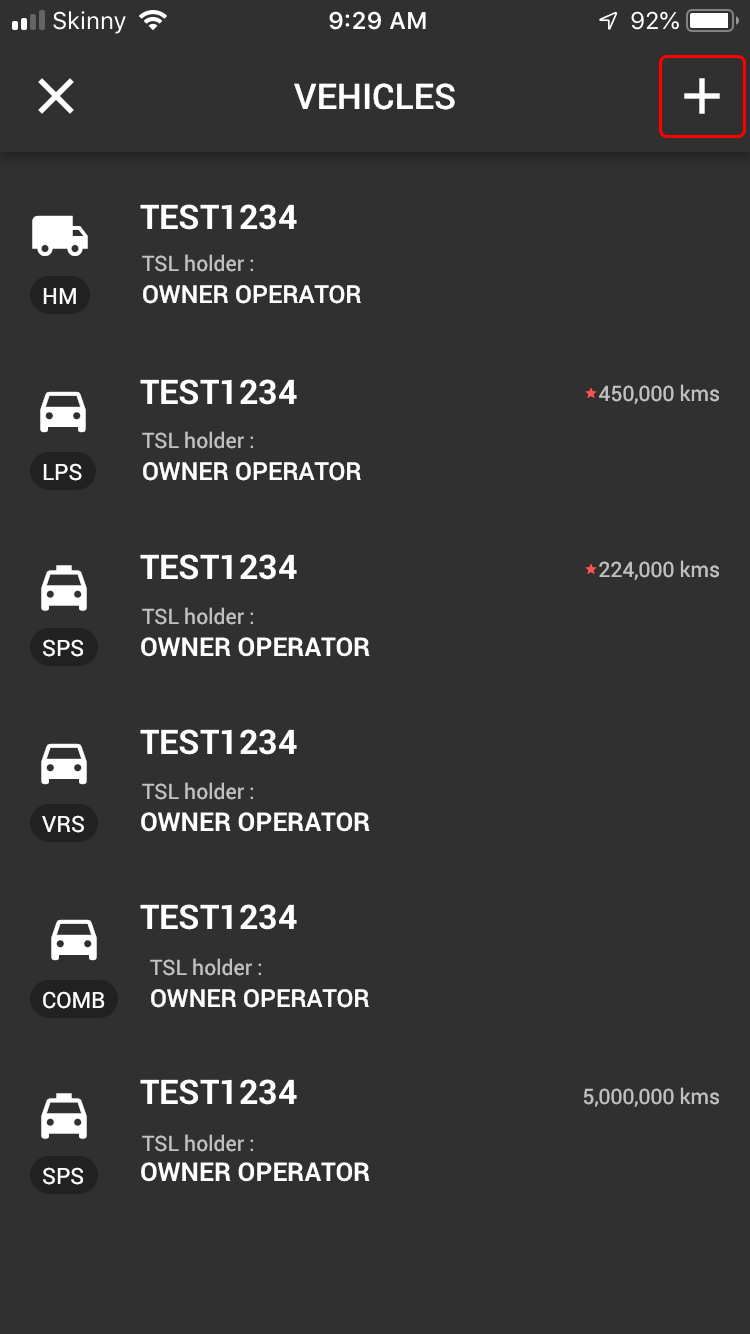 Skinny 9:29 AM 92%
VEHICLES
TEST1234
TSL holder :
HM OWNER OPERATOR
TEST1234 450,000 kms
TSL holder :
LPS OWNER OPERATOR
TEST1234 224,000 kms
TSL holder :
SPS OWNER OPERATOR
TEST1234
TSL holder :
VRS OWNER OPERATOR
TEST1234
TSL holder :
COMB OWNER OPERATOR
TEST1234 5,000,000 kms
TSL holder :
SPS OWNER OPERATOR